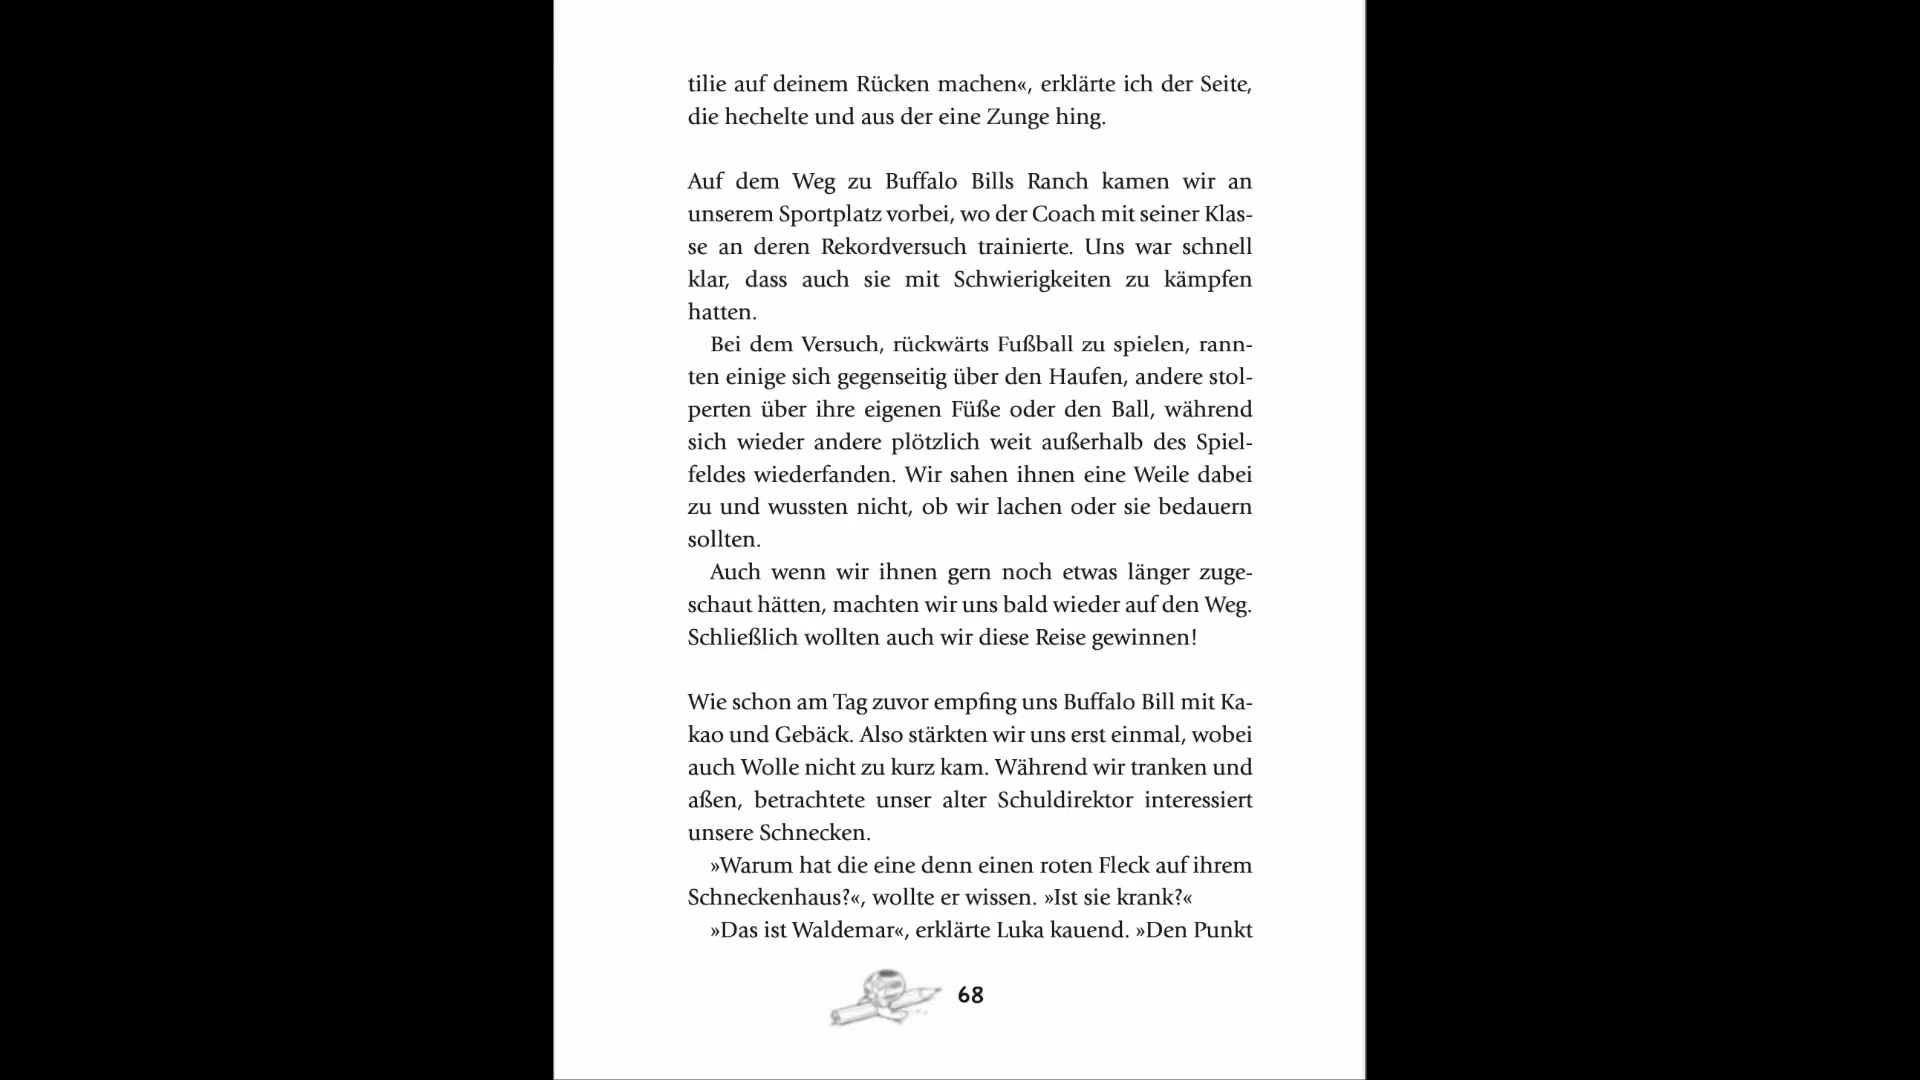 tilie auf deinem Rücken machen«, erklärte ich der Seite,
die hechelte und aus der eine Zunge hing.
Auf dem Weg zu Buffalo Bills Ranch kamen wir an
unserem Sportplatz vorbei, wo der Coach mit seiner Klas-
se an deren Rekordversuch trainierte. Uns war schnell
klar, dass auch sie mit Schwierigkeiten zu kämpfen
hatten.
Bei dem Versuch, rückwärts Fußball zu spielen, rann-
ten einige sich gegenseitig über den Haufen, andere stol-
perten über ihre eigenen Füße oder den Ball, während
sich wieder andere plötzlich weit außerhalb des Spiel-
feldes wiederfanden. Wir sahen ihnen eine Weile dabei
zu und wussten nicht, ob wir lachen oder sie bedauern
sollten.
Auch wenn wir ihnen gern noch etwas länger zuge-
schaut hätten, machten wir uns bald wieder auf den Weg.
Schließlich wollten auch wir diese Reise gewinnen!
Wie schon am Tag zuvor empfing uns Buffalo Bill mit Ka-
kao und Gebäck. Also stärkten wir uns erst einmal, wobei
auch Wolle nicht zu kurz kam. Während wir tranken und
aßen, betrachtete unser alter Schuldirektor interessiert
unsere Schnecken.
»Warum hat die eine denn einen roten Fleck auf ihrem
Schneckenhaus?«, wollte er wissen. »Ist sie krank?«
»Das ist Waldemar«, erklärte Luka kauend. »Den Punkt
68